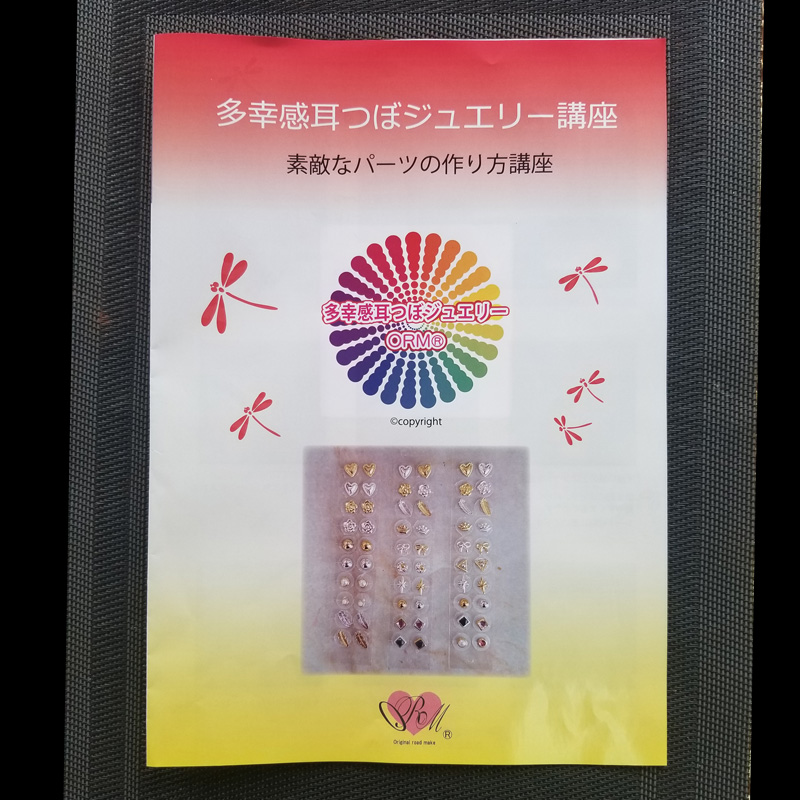 多幸感耳つぼジュエリー講座
素敵なパーツの作り方講座
多幸感耳つぼジュエリー
ORM®
©copyright
ORM®
Original road make